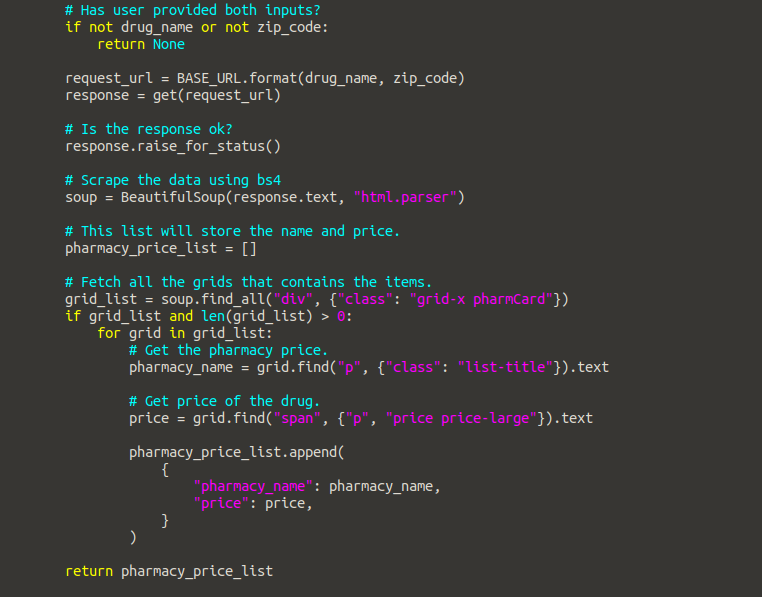 # Has user provided both inputs?
if not drug_name or not zip_code:
return None
request_url = BASE_URL.format(drug_name, zip_code)
response = get(request_url)
# Is the response ok?
response.raise_for_status()
# Scrape the data using bs4
soup = BeautifulSoup(response.text, "html.parser")
# This list will store the name and price.
pharmacy_price_list = []
# Fetch all the grids that contains the items.
grid_list = soup.find_all("div", {"class": "grid-x pharmCard"})
if grid_list and len(grid_list) > 0:
for grid in grid_list:
# Get the pharmacy price.
pharmacy_name = grid.find("p", {"class": "list-title"}).text
# Get price of the drug.
price = grid.find("span", {"p", "price price-large"}).text
pharmacy_price_list.append(
{
"pharmacy_name": pharmacy_name,
"price": price,
}
)
return pharmacy_price_list